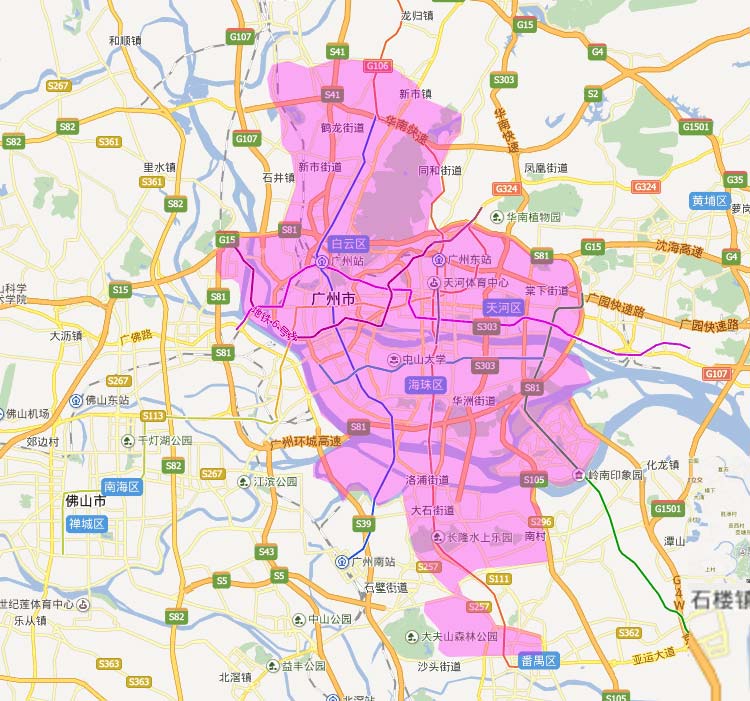 龙归镇
G15
和顺镇
G107
S41
G4
G106
S267
S303
S2
新市镇
S41
鹤龙街道
华南快速
华南快速
S82
S82
S361
G107
G1501
里水镇
新市街道
同和街道
凤凰街道
S361
石井镇
G35
G324
G324
黄埔区
S82
萝岗
华南植物园
S81
G15
白云区
沈海高速
广州站
广州东站
S81
G15
G4
S15
天河体育中心
棠下街道
S81
广州市
天河区
广园快速路
广园快速路
地铁6号线
S303
大沥镇
广佛路
S81
中山大学
S303
G107
S267
海珠区
S81
佛山东站
华洲街道
佛山机场
S113
S81
郊边村
千灯湖公园
广州环城高速
S82
S267
化龙镇
岭南印象园
江滨公园
洛浦街道
S105
南海区
佛山市
大石街道
G1501
禅城区
S39
S296
长隆水上乐园
南村
潭山
S43
广州南站
S257
S5
S5
S111
石壁街道
G4W
石楼镇
世纪莲体育中心
S257
S82
乐从镇
中山公园
S362
大夫山森林公园
亚运大道
番禺区
S363
益丰公园
沙头街道
北滘镇
S363
北滘站
S105